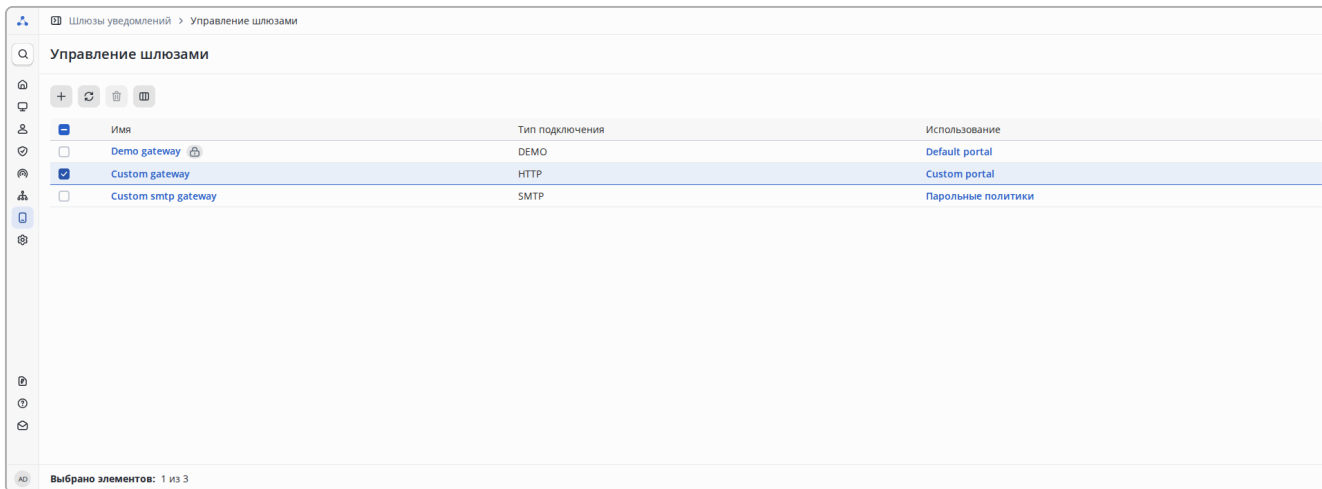 Шлюзы уведомлений > Управление шлюзами
Управление шлюзами
Имя Тип подключения Использование
Demo gateway DEMO Default portal
Custom gateway HTTP Custom portal
Custom smtp gateway SMTP Парольные политики
AD Выбрано элементов: 1 из 3